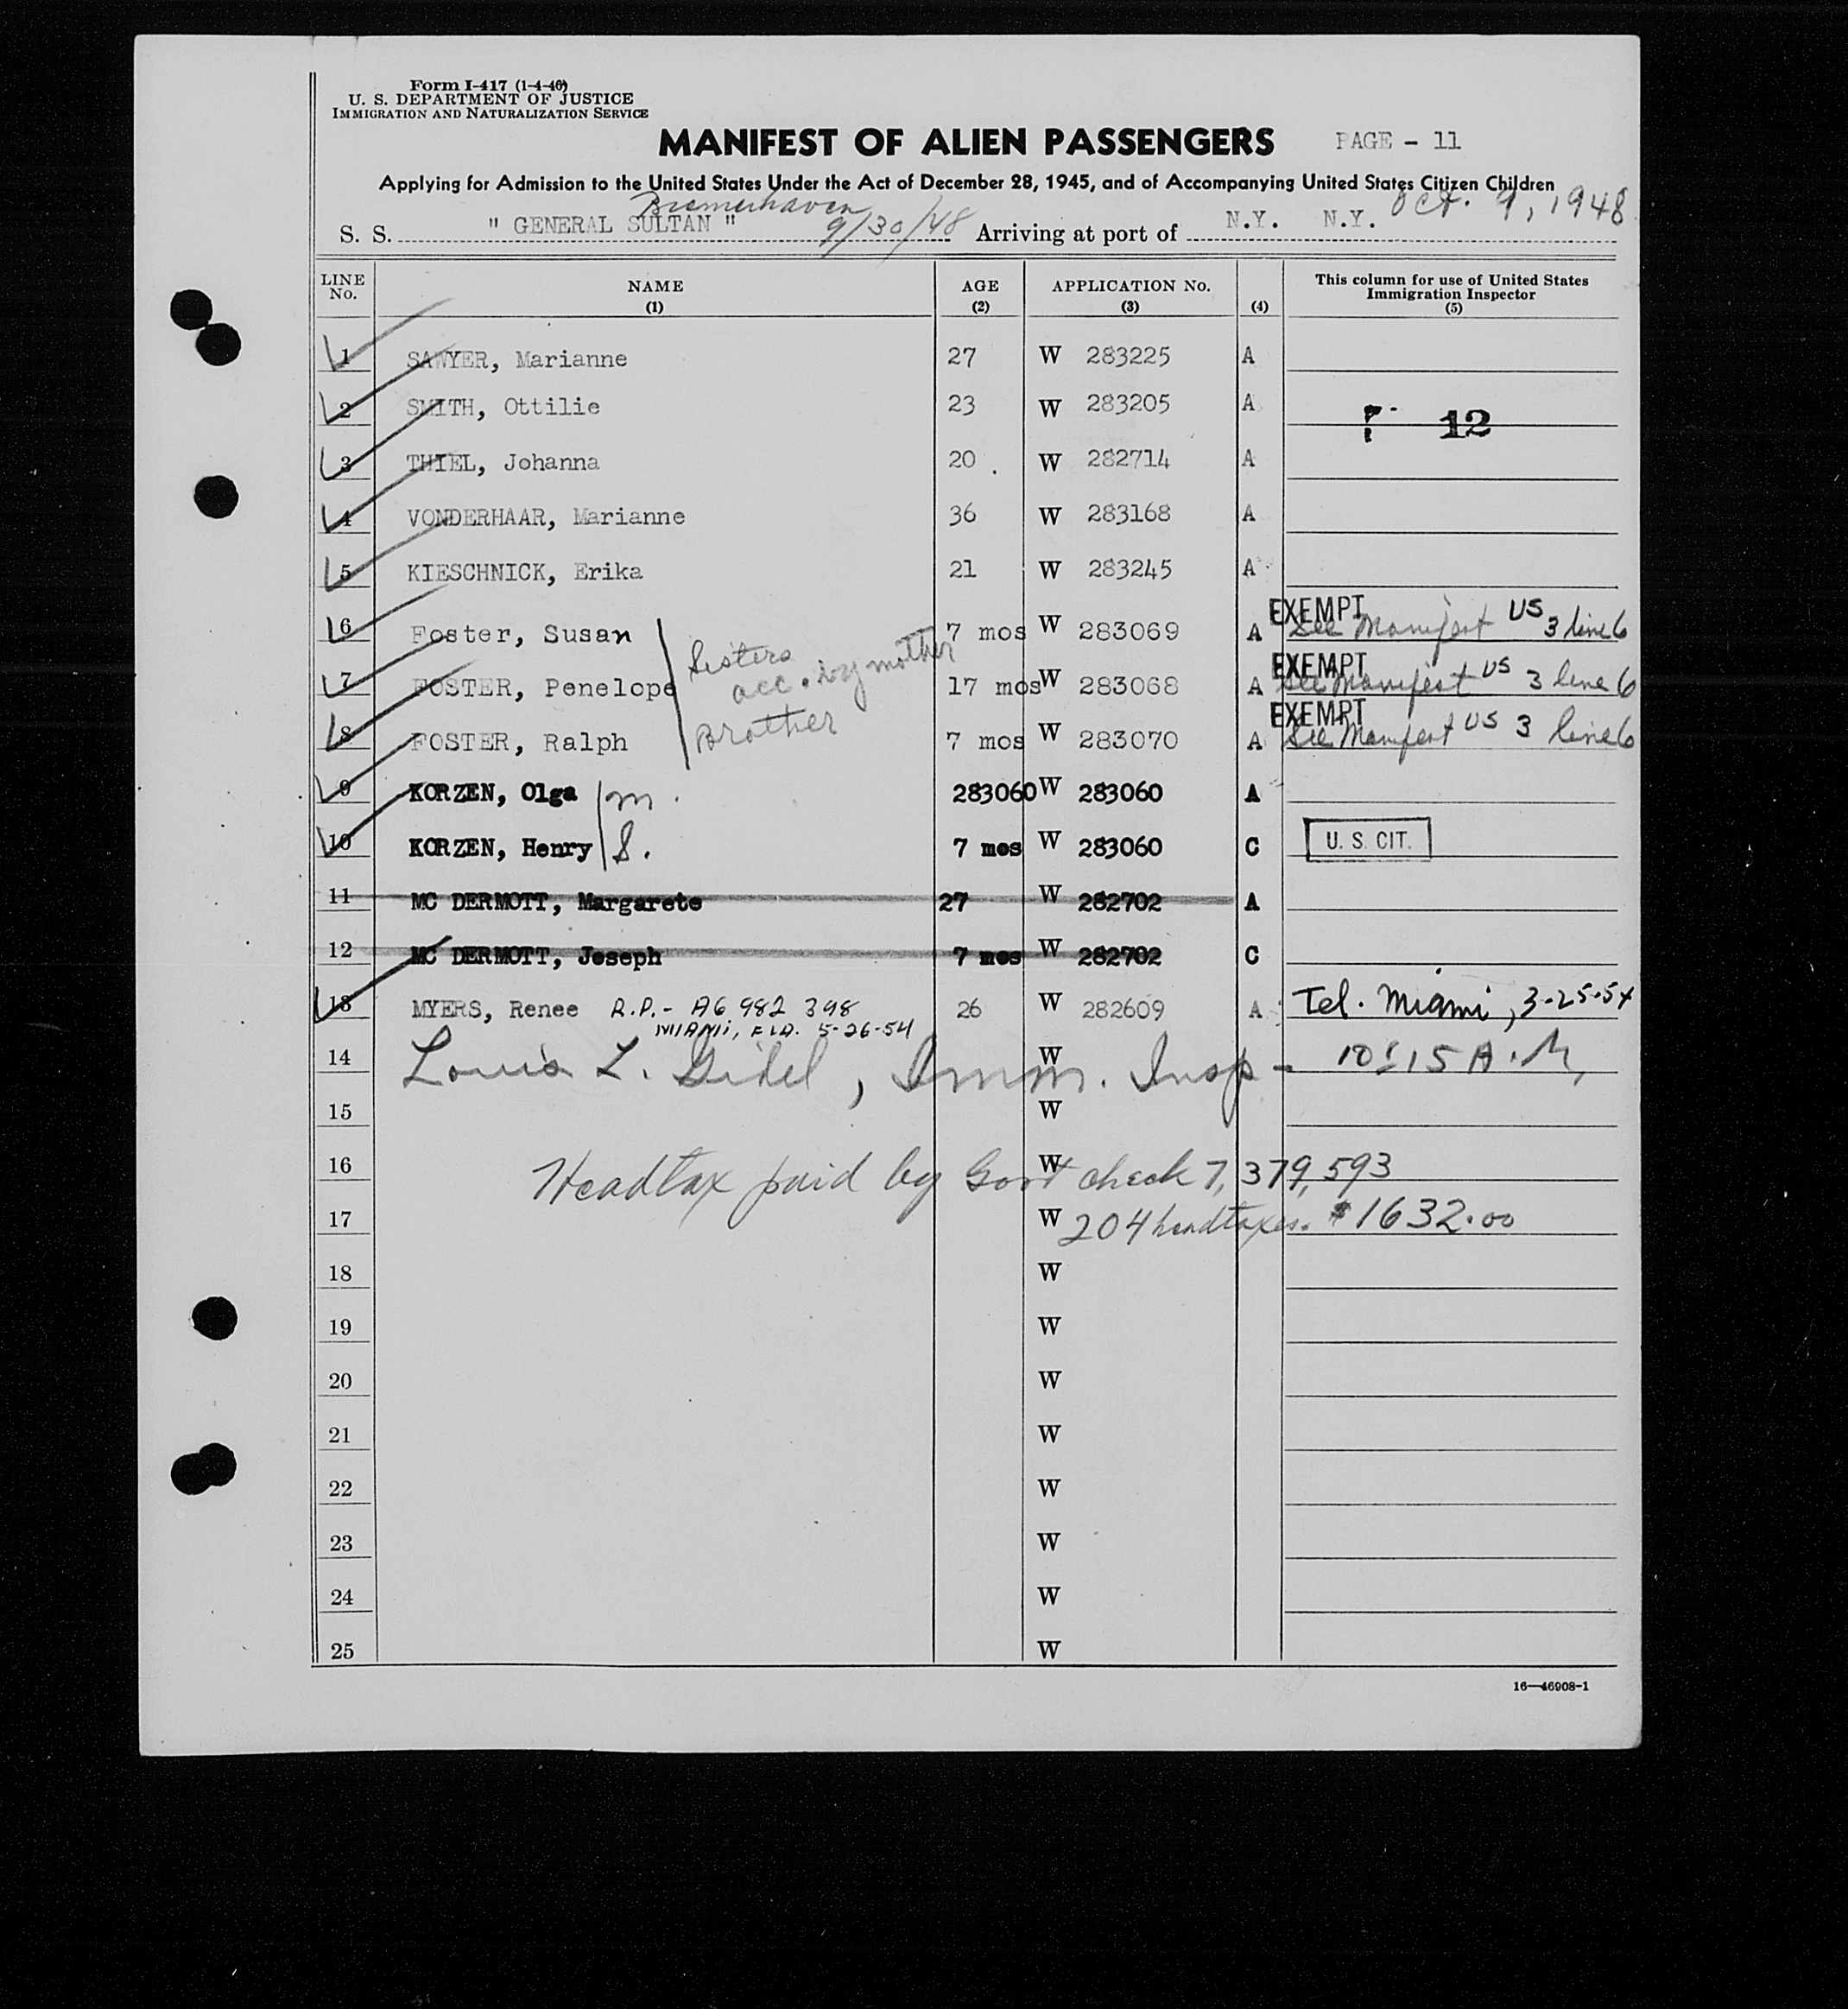 Form I-417 (1-4-46)
U. S. DEPARTMENT OF JUSTICE
IMMIGRATION AND NATURALIZATION SERVICE
MANIFEST OF ALIEN PASSENGERS PAGE - 11
Applying for Admission to the United States Under the Act of December 28, 1945, and of Accompanying United States Citizen Children
Bremerhaven Oct. 9, 1948
S. S. " GENERAL SULTAN " 9/30/48 Arriving at port of N.Y. N.Y.
LINE No. NAME (1) AGE (2) APPLICATION No. (3) (4) This column for use of United States Immigration Inspector (5)
1 SAWYER, Marianne 27 W 283225 A
2 SMITH, Ottilie 23 W 283205 A
12
3 THIEL, Johanna 20 . W 282714 A
4 VONDERHAAR, Marianne 36 W 283168 A
5 KIESCHNICK, Erika 21 W 283245 A
6 Foster, Susan 7 mos W 283069 A EXEMPT See Manifest US 3 line 6
Sisters
acc. by mother
7 FOSTER, Penelope 17 mos W 283068 A EXEMPT See Manifest US 3 line 6
8 FOSTER, Ralph Brother 7 mos W 283070 A EXEMPT See Manifest US 3 line 6
9 KORZEN, Olga m. 283060 W 283060 A
10 KORZEN, Henry S. 7 mos W 283060 C U. S. CIT.
11 MC DERMOTT, Margarete 27 W 282702 A
12 MC DERMOTT, Joseph 7 mos W 282702 C
13 MYERS, Renee R.P.- A6 982 398 26 W 282609 A Tel. Miami, 3-25-54
MIAMI, FLA. 5-26-54
14 Louis L. , Imm. Insp - W 10:15 A.M.
15 W
16 Headtax paid by Govt check 7,379,593 W
17 W 204 headtaxes. $1632.00
18 W
19 W
20 W
21 W
22 W
23 W
24 W
25 W
16—46908-1